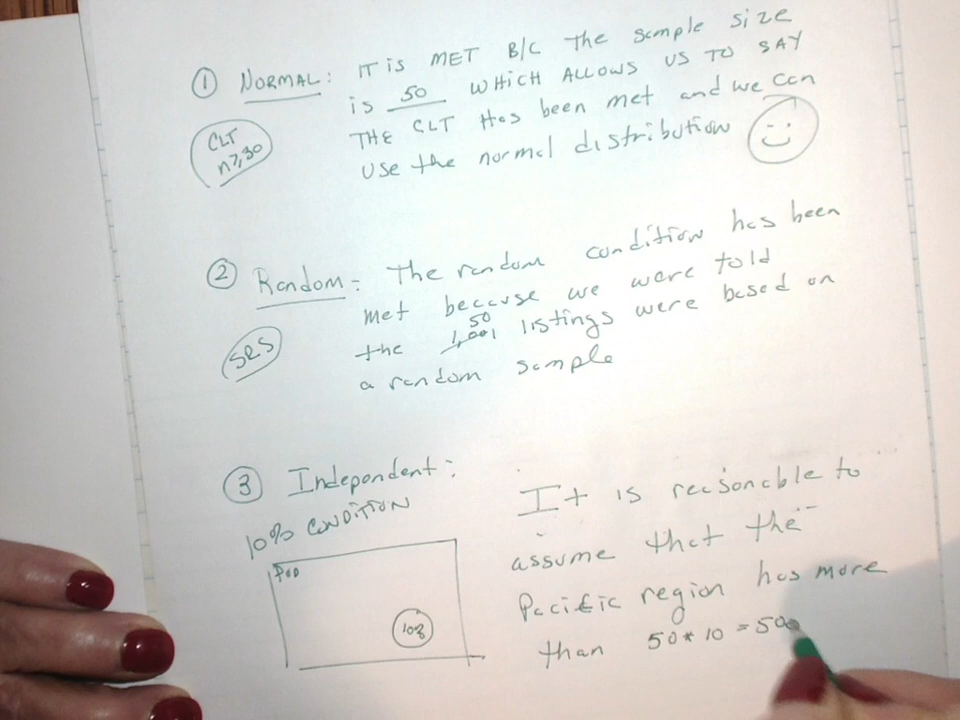 ① NORMAL: IT IS MET B/C the sample size
is 50 WHICH ALLOWS US TO SAY
CLT
n≥30
THE CLT Has been met and we can
use the normal distribution
② Random: The random condition has been
met because we were told
50
SRS
the 1,001 listings were based on
a random sample
③ Independent: It is reasonable to
10% CONDITION
assume that the
Pop
Pacific region has more
10%
than 50*10 = 500